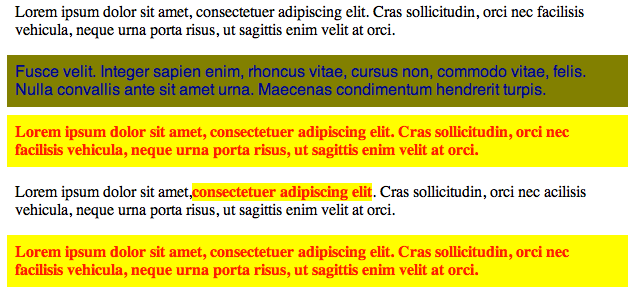 Lorem ipsum dolor sit amet, consectetuer adipiscing elit. Cras sollicitudin, orci nec facilisis
vehicula, neque urna porta risus, ut sagittis enim velit at orci.
Fusce velit. Integer sapien enim, rhoncus vitae, cursus non, commodo vitae, felis.
Nulla convallis ante sit amet urna. Maecenas condimentum hendrerit turpis.
Lorem ipsum dolor sit amet, consectetuer adipiscing elit. Cras sollicitudin, orci nec
facilisis vehicula, neque urna porta risus, ut sagittis enim velit at orci.
Lorem ipsum dolor sit amet,consectetuer adipiscing elit. Cras sollicitudin, orci nec acilisis
vehicula, neque urna porta risus, ut sagittis enim velit at orci.
Lorem ipsum dolor sit amet, consectetuer adipiscing elit. Cras sollicitudin, orci nec
facilisis vehicula, neque urna porta risus, ut sagittis enim velit at orci.